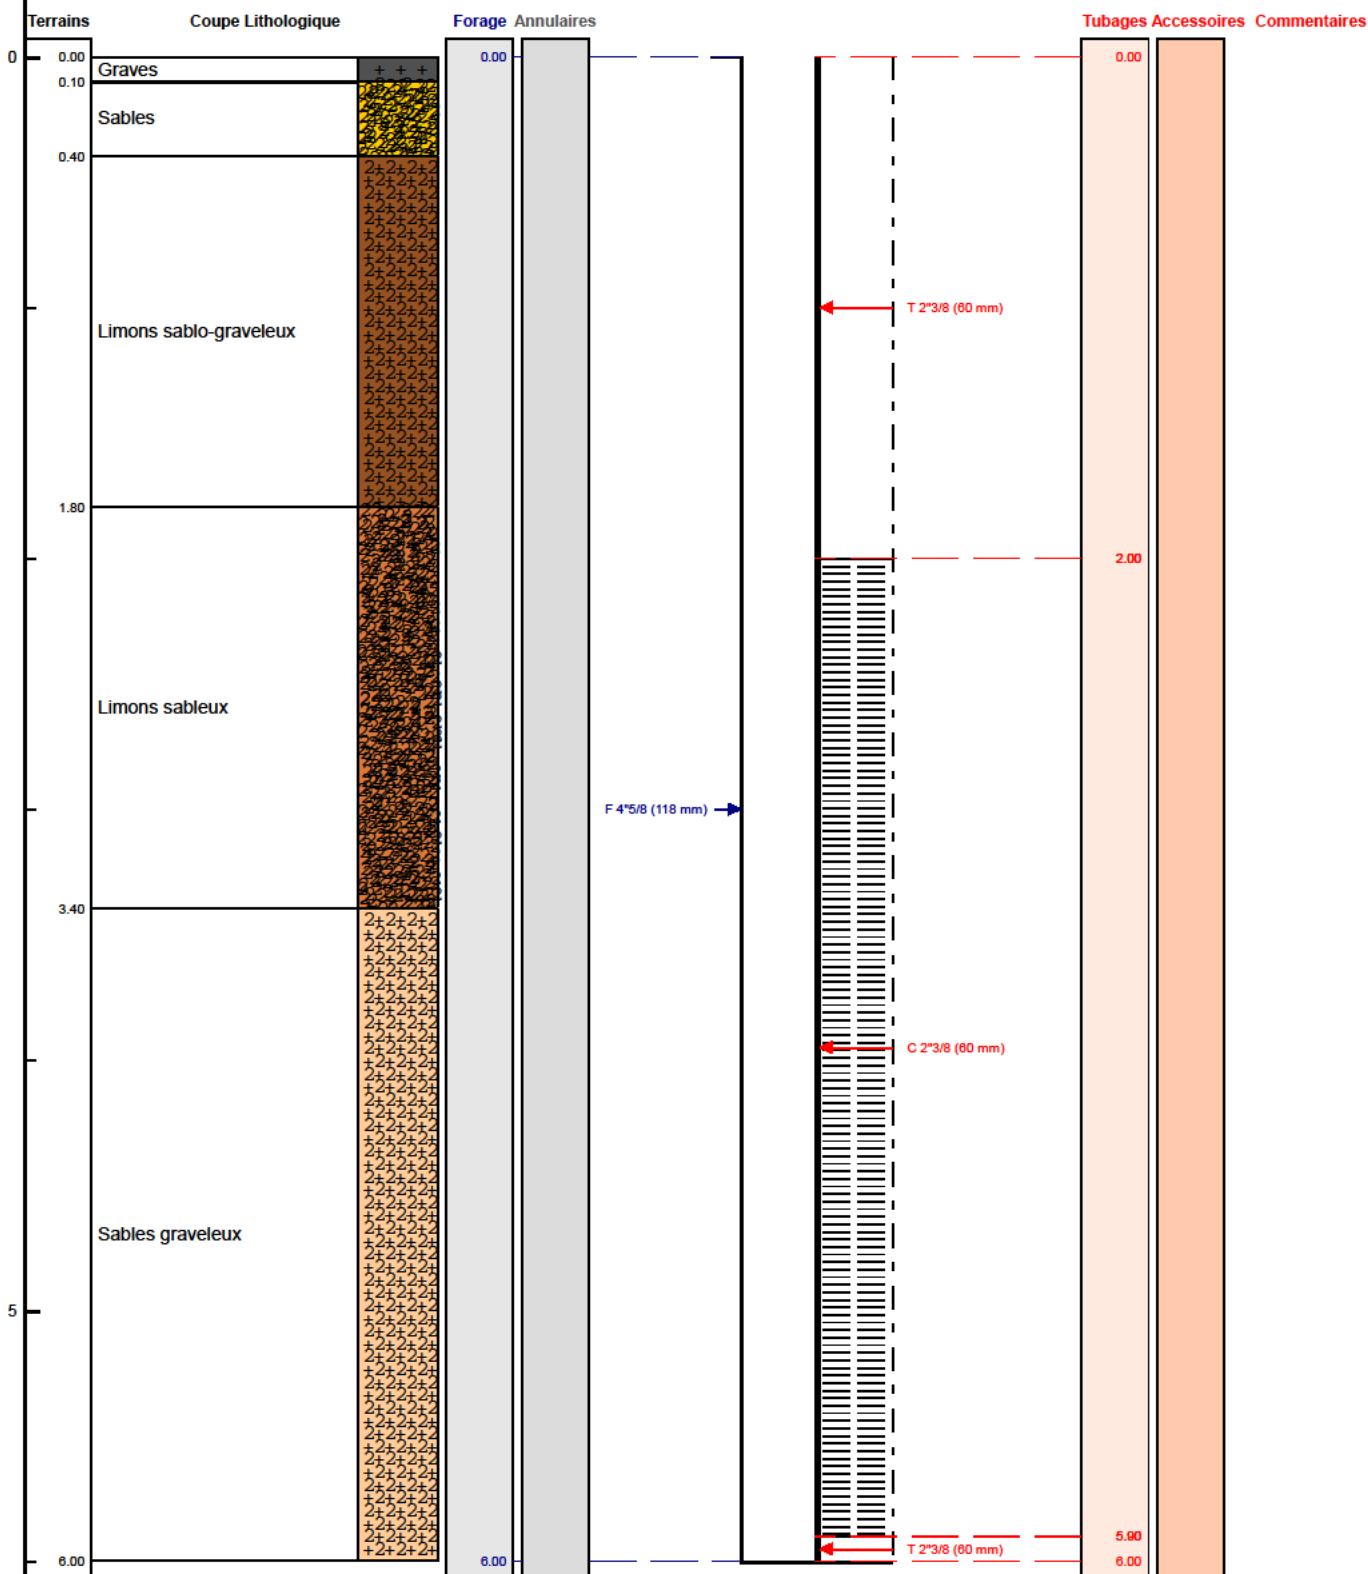 Terrains Coupe Lithologique Forage Annulaires Tubages Accessoires Commentaires
0 0.00 0.00 0.00
Graves
0.10
Sables
0.40
T 2"3/8 (60 mm)
Limons sablo-graveleux
1.80
2.00
Limons sableux
F 4"5/8 (118 mm)
3.40
C 2"3/8 (60 mm)
Sables graveleux
5
5.90
T 2"3/8 (60 mm)
6.00 6.00 6.00